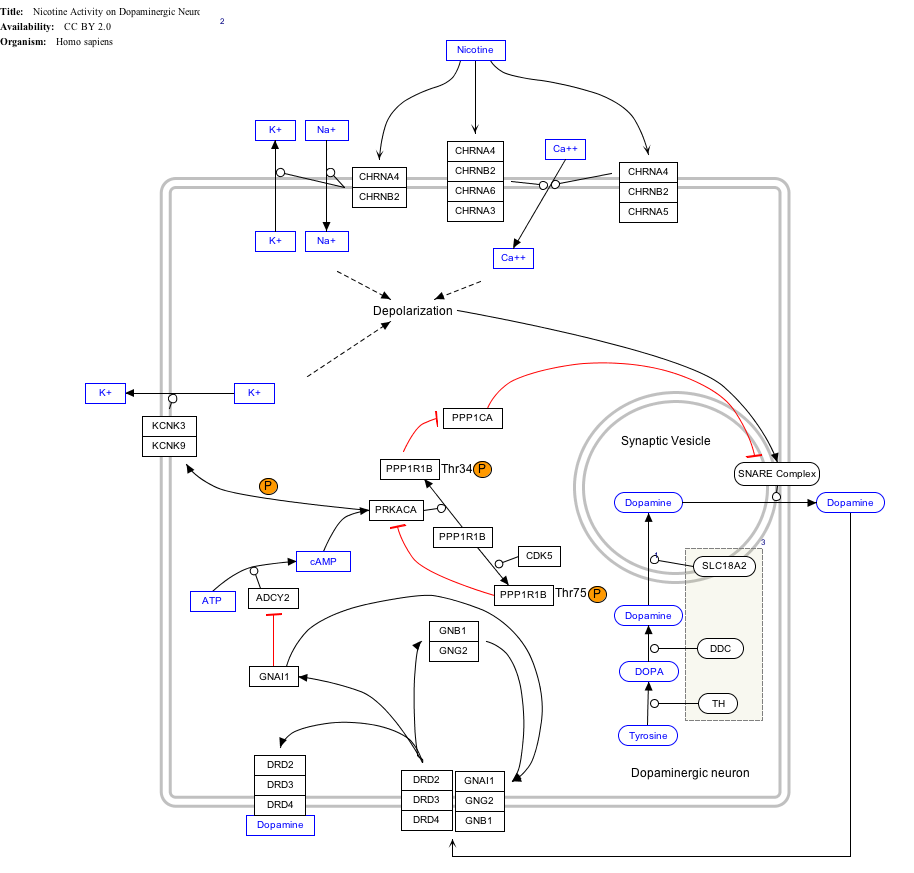 Title: Nicotine Activity on Dopaminergic
Availability: CC BY 2.0
Organism: Homo sapiens
2
Nicotine
K+
Na+
CHRNA4
CHRNB2
CHRNA4
CHRNB2
CHRNA6
CHRNA3
Ca++
CHRNA4
CHRNB2
CHRNA5
K+
Na+
Ca++
Depolarization
K+
K+
KCNK3
KCNK9
PPP1CA
Synaptic Vesicle
SNARE Complex
PPP1R1B
Thr34
P
P
PRKACA
Dopamine
Dopamine
PPP1R1B
CDK5
3
SLC18A2
cAMP
ATP
ADCY2
PPP1R1B
Thr75
P
Dopamine
GNB1
GNG2
DDC
GNAI1
DOPA
TH
Tyrosine
Dopaminergic neuron
DRD2
DRD3
DRD4
Dopamine
DRD2
DRD3
DRD4
GNAI1
GNG2
GNB1